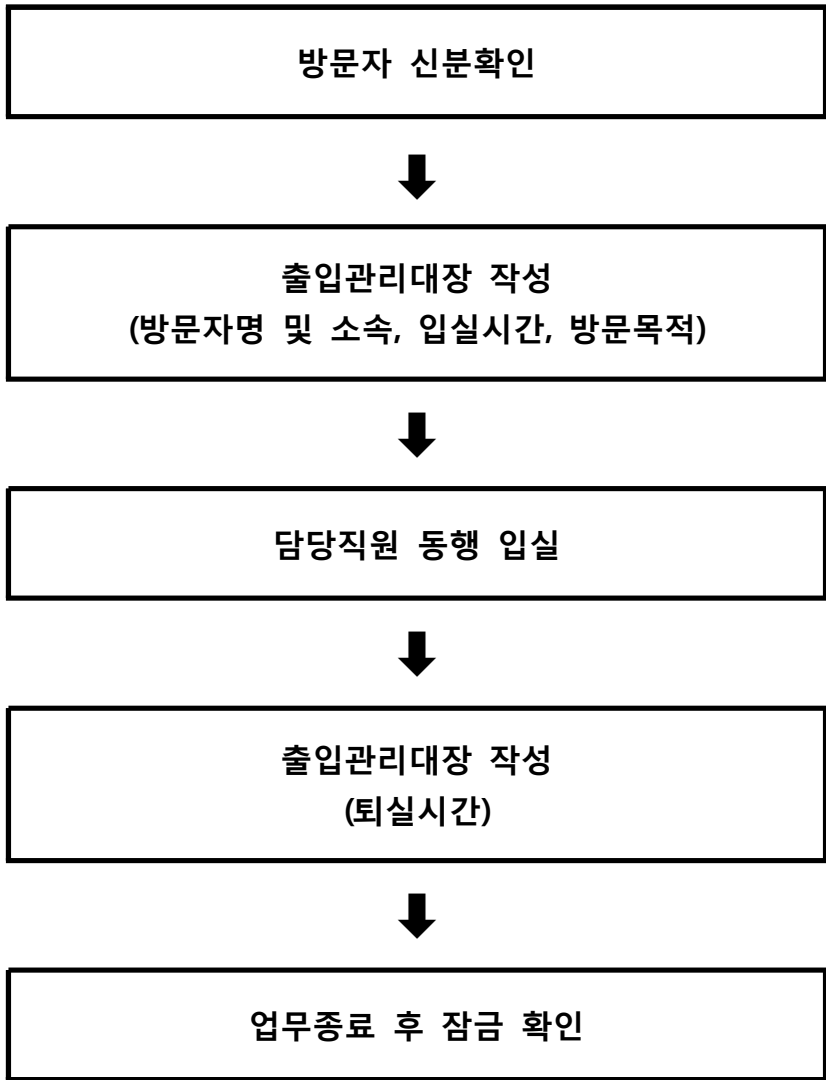 방문자 신분확인
출입관리대장 작성
(방문자명 및 소속, 입실시간, 방문목적)
담당직원 동행 입실
출입관리대장 작성
(퇴실시간)
업무종료 후 잠금 확인